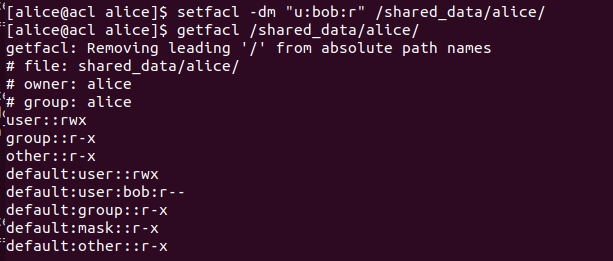 [alice@acl alice]$ setfacl -dm "u:bob:r" /shared_data/alice/
[alice@acl alice]$ getfacl /shared_data/alice/
getfacl: Removing leading '/' from absolute path names
# file: shared_data/alice/
# owner: alice
# group: alice
user::rwx
group::r-x
other::r-x
default:user::rwx
default:user:bob:r--
default:group::r-x
default:mask::r-x
default:other::r-x